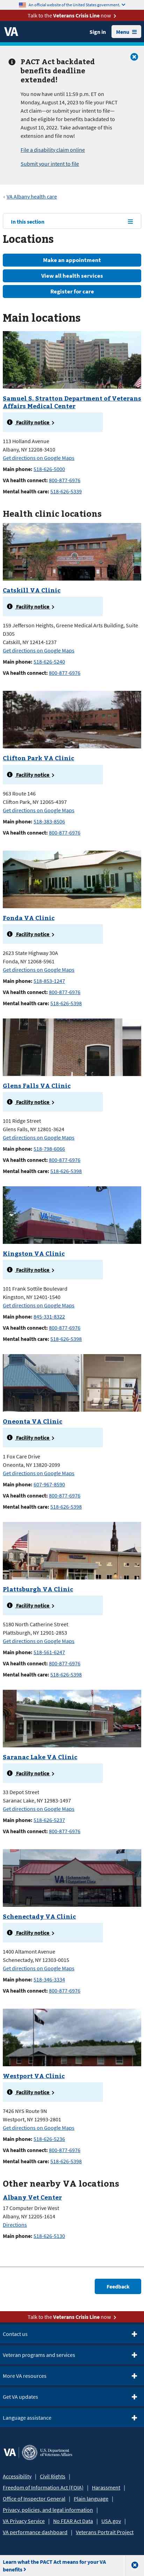 An official website of the United States government.
Talk to the Veterans Crisis Line now
VA
Sign in
Menu
PACT Act backdated
benefits deadline
extended!
You now have until 11:59 p.m. ET on
Monday, August 14, 2023 to file your PACT
Act claim—or submit your intent to
file—and still be able to receive benefits
backdated to
August 10, 2022. Take advantage of this
extension and file as soon as possible
now!
File a disability claim online
Submit your intent to file
VA Albany health care
In this section
Locations
Make an appointment
View all health services
Register for care
Main locations
Samuel S. Stratton Department of Veterans
Affairs Medical Center
Facility notice
113 Holland Avenue
Albany, NY 12208-3410
Get directions on Google Maps
Main phone: 518-626-5000
VA health connect: 800-877-6976
Mental health care: 518-626-5339
Health clinic locations
Catskill VA Clinic
Facility notice
159 Jefferson Heights, Greene Medical Arts Building, Suite
D305
Catskill, NY 12414-1237
Get directions on Google Maps
Main phone: 518-626-5240
VA health connect: 800-877-6976
Clifton Park VA Clinic
Facility notice
963 Route 146
Clifton Park, NY 12065-4397
Get directions on Google Maps
Main phone: 518-383-8506
VA health connect: 800-877-6976
Fonda VA Clinic
Facility notice
2623 State Highway 30A
Fonda, NY 12068-5961
Get directions on Google Maps
Main phone: 518-853-1247
VA health connect: 800-877-6976
Mental health care: 518-626-5398
Glens Falls VA Clinic
Facility notice
101 Ridge Street
Glens Falls, NY 12801-3624
Get directions on Google Maps
Main phone: 518-798-6066
VA health connect: 800-877-6976
Mental health care: 518-626-5398
Kingston VA Clinic
Facility notice
101 Frank Sottile Boulevard
Kingston, NY 12401-1540
Get directions on Google Maps
Main phone: 845-331-8322
VA health connect: 800-877-6976
Mental health care: 518-626-5398
Oneonta VA Clinic
Facility notice
1 Fox Care Drive
Oneonta, NY 13820-2099
Get directions on Google Maps
Main phone: 607-967-8590
VA health connect: 800-877-6976
Mental health care: 518-626-5398
Plattsburgh VA Clinic
Facility notice
5180 North Catherine Street
Plattsburgh, NY 12901-2853
Get directions on Google Maps
Main phone: 518-561-6247
VA health connect: 800-877-6976
Mental health care: 518-626-5398
Saranac Lake VA Clinic
Facility notice
33 Depot Street
Saranac Lake, NY 12983-1497
Get directions on Google Maps
Main phone: 518-626-5237
VA health connect: 800-877-6976
Schenectady VA Clinic
Facility notice
1400 Altamont Avenue
Schenectady, NY 12303-0015
Get directions on Google Maps
Main phone: 518-346-3334
VA health connect: 800-877-6976
Westport VA Clinic
Facility notice
7426 NYS Route 9N
Westport, NY 12993-2801
Get directions on Google Maps
Main phone: 518-626-5236
VA health connect: 800-877-6976
Mental health care: 518-626-5398
Other nearby VA locations
Albany Vet Center
17 Computer Drive West
Albany, NY 12205-1614
Directions
Main phone: 518-626-5130
Feedback
Talk to the Veterans Crisis Line now
Contact us
Veteran programs and services
More VA resources
Get VA updates
Language assistance
VA | U.S. Department of Veterans Affairs
Accessibility | Civil Rights |
Freedom of Information Act (FOIA) | Harassment |
Office of Inspector General | Plain language |
Privacy, policies, and legal information |
VA Privacy Service | No FEAR Act Data | USA.gov |
VA performance dashboard | Veterans Portrait Project
Learn what the PACT Act means for your VA
benefits